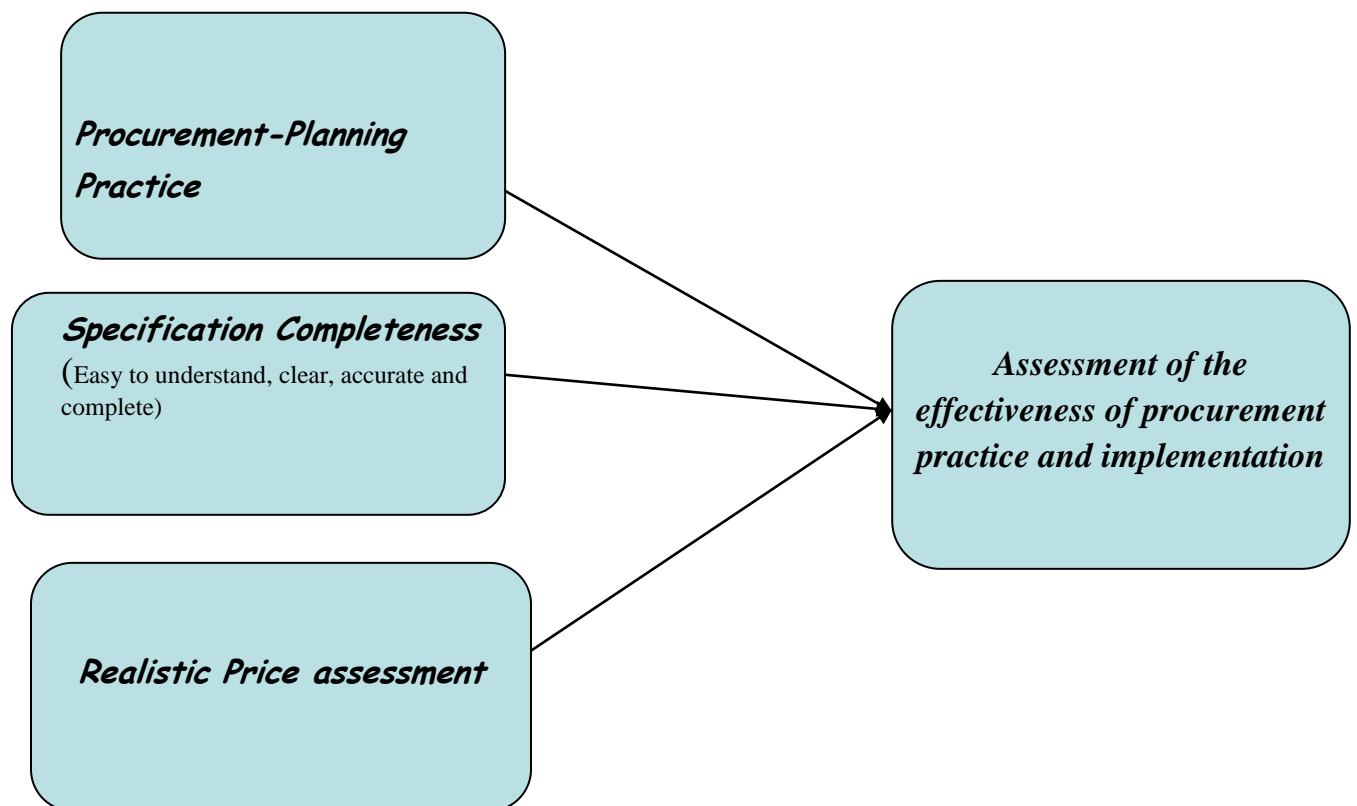 Procurement-Planning
Practice
Specification Completeness
(Easy to understand, clear, accurate and
complete)
Realistic Price assessment
Assessment of the
effectiveness of procurement
practice and implementation